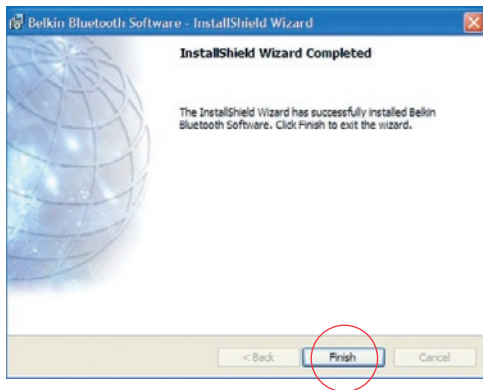 Belkin Bluetooth Software - InstallShield Wizard
InstallShield Wizard Completed
The InstallShield Wizard has successfully installed Belkin
Bluetooth Software. Click Finish to exit the wizard.
< Back Finish Cancel